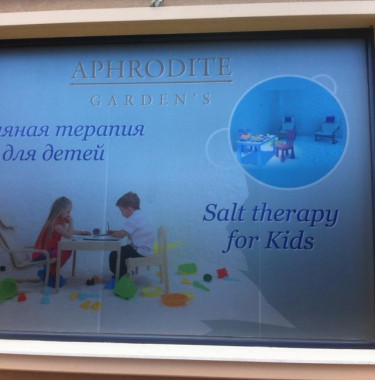 APHRODITE
GARDEN'S
яная терапия
для детей
Salt therapy
for Kids